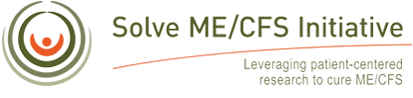 Solve ME/CFS Initiative
Leveraging patient-centered
research to cure ME/CFS